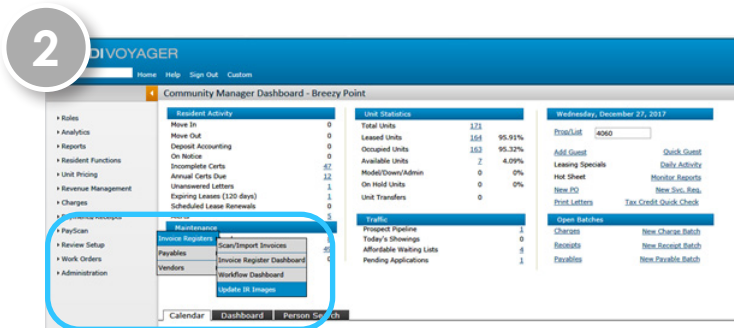 2
DIVOYAGER
Home Help Sign Out Custom
Community Manager Dashboard - Breezy Point
Roles
Analytics
Reports
Resident Functions
Unit Pricing
Revenue Management
Charges
Payments/Receipts
PayScan
Review Setup
Work Orders
Administration
Resident Activity
Move In 0
Move Out 0
Deposit Accounting 0
On Notice 0
Incomplete Certs 47
Annual Certs Due 12
Unanswered Letters 1
Expiring Leases (120 days) 1
Scheduled Lease Renewals 0
Alerts 5
Maintenance
Invoice Registers
Payables
Vendors
Scan/Import Invoices
Invoice Register Dashboard
Workflow Dashboard
Update IR Images
Unit Statistics
Total Units 171
Leased Units 164 95.91%
Occupied Units 163 95.32%
Available Units 7 4.09%
Model/Down/Admin 0 0%
On Hold Units 0 0%
Unit Transfers 0
Traffic
Prospect Pipeline 1
Today's Showings 0
Affordable Waiting Lists 4
Pending Applications 1
Wednesday, December 27, 2017
Prop/List 4060
Add Guest Quick Guest
Leasing Specials Daily Activity
Hot Sheet Monitor Reports
New PO New Svc. Req.
Print Letters Tax Credit Quick Check
Open Batches
Charges New Charge Batch
Receipts New Receipt Batch
Payables New Payable Batch
Calendar Dashboard Person Search